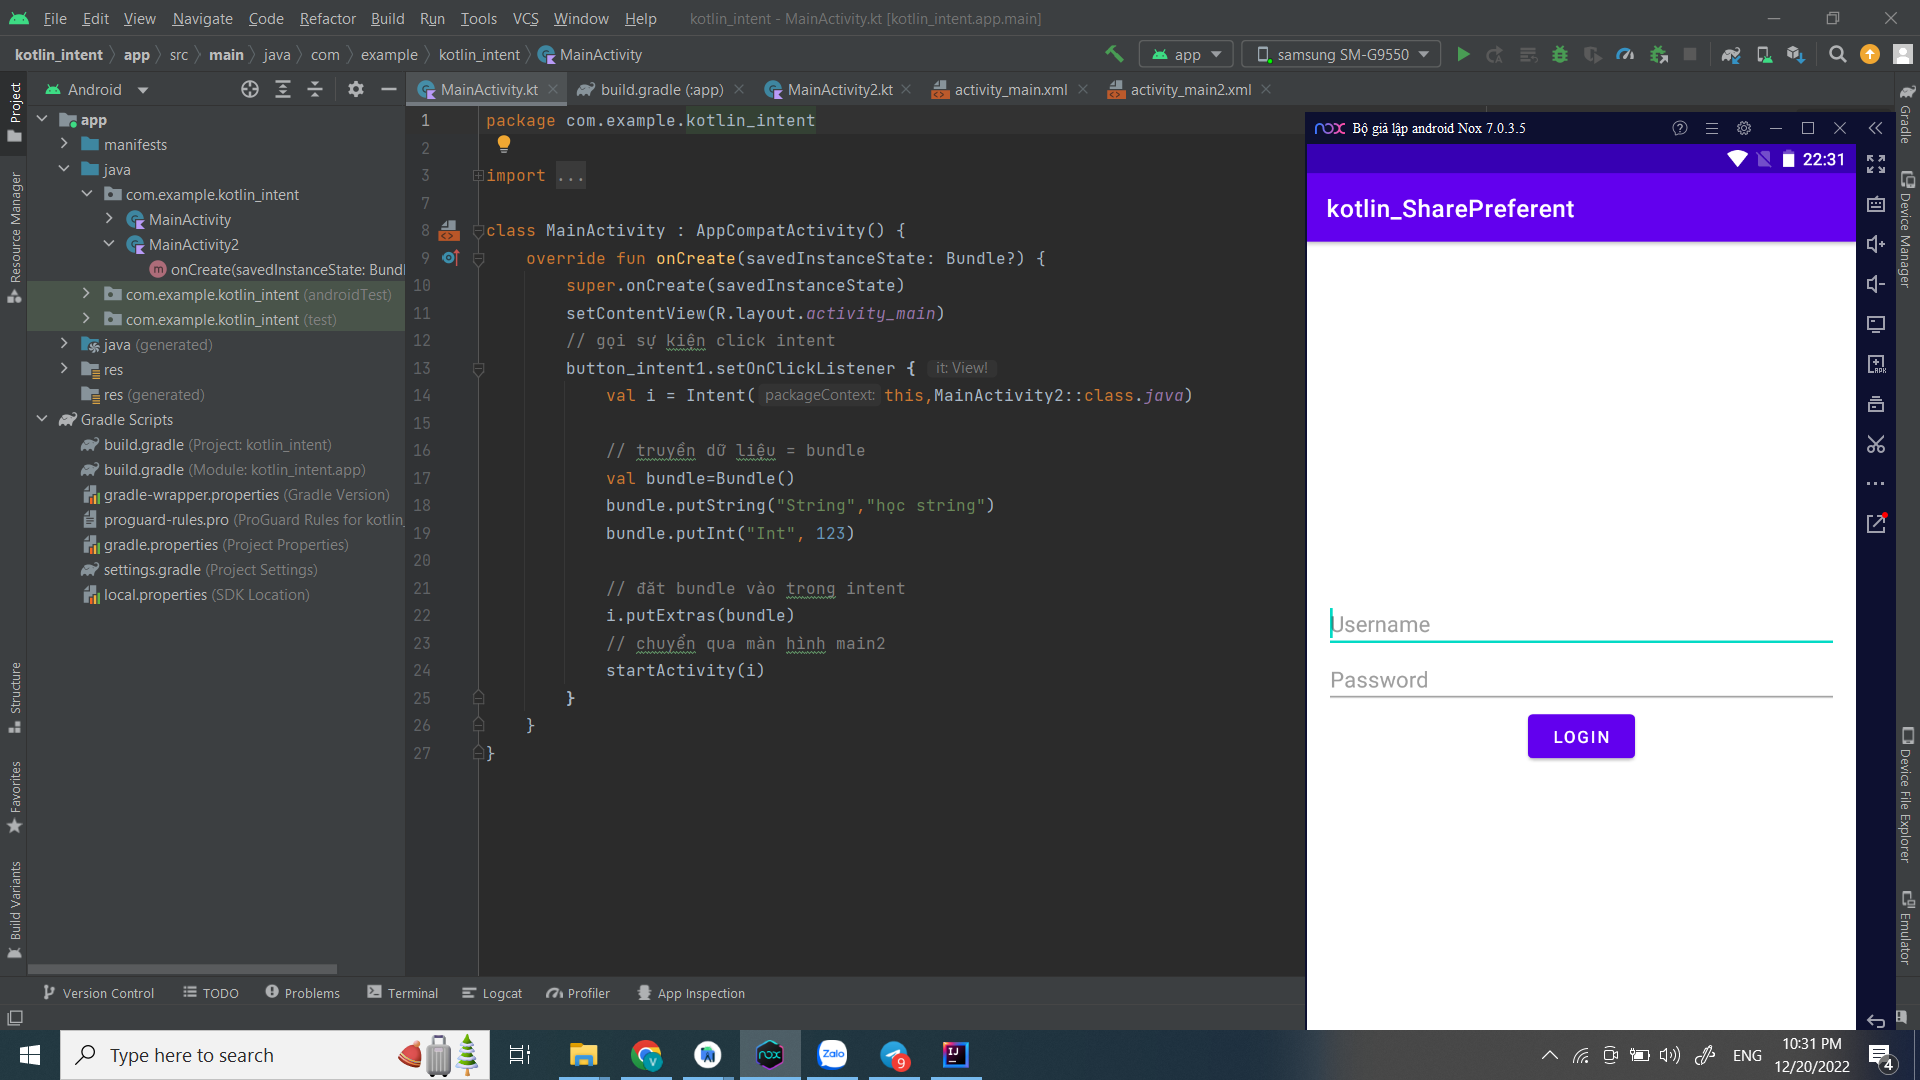 File Edit View Navigate Code Refactor Build Run Tools VCS Window Help kotlin_intent - MainActivity.kt [kotlin_intent.app.main]
kotlin_intent app src main java com example kotlin_intent MainActivity app samsung SM-G9550
Android MainActivity.kt build.gradle (:app) MainActivity2.kt activity_main.xml activity_main2.xml
Project
Resource Manager
Structure
Favorites
Build Variants
app
manifests
java
com.example.kotlin_intent
MainActivity
MainActivity2
onCreate(savedInstanceState: Bundl
com.example.kotlin_intent (androidTest)
com.example.kotlin_intent (test)
java (generated)
res
res (generated)
Gradle Scripts
build.gradle (Project: kotlin_intent)
build.gradle (Module: kotlin_intent.app)
gradle-wrapper.properties (Gradle Version)
proguard-rules.pro (ProGuard Rules for kotlin_
gradle.properties (Project Properties)
settings.gradle (Project Settings)
local.properties (SDK Location)
1 package com.example.kotlin_intent
2
3 import ...
7
8 class MainActivity : AppCompatActivity() {
9 override fun onCreate(savedInstanceState: Bundle?) {
10 super.onCreate(savedInstanceState)
11 setContentView(R.layout.activity_main)
12 // gọi sự kiện click intent
13 button_intent1.setOnClickListener { it: View!
14 val i = Intent( packageContext: this,MainActivity2::class.java)
15
16 // truyền dữ liệu = bundle
17 val bundle=Bundle()
18 bundle.putString("String","học string")
19 bundle.putInt("Int", 123)
20
21 // đăt bundle vào trong intent
22 i.putExtras(bundle)
23 // chuyển qua màn hình main2
24 startActivity(i)
25 }
26 }
27 }
nox Bộ giả lập android Nox 7.0.3.5
22:31
kotlin_SharePreferent
Username
Password
LOGIN
Gradle
Device Manager
Device File Explorer
Emulator
Version Control TODO Problems Terminal Logcat Profiler App Inspection
Type here to search
V
nox
Zalo
9
IJ
ENG
10:31 PM
12/20/2022
4